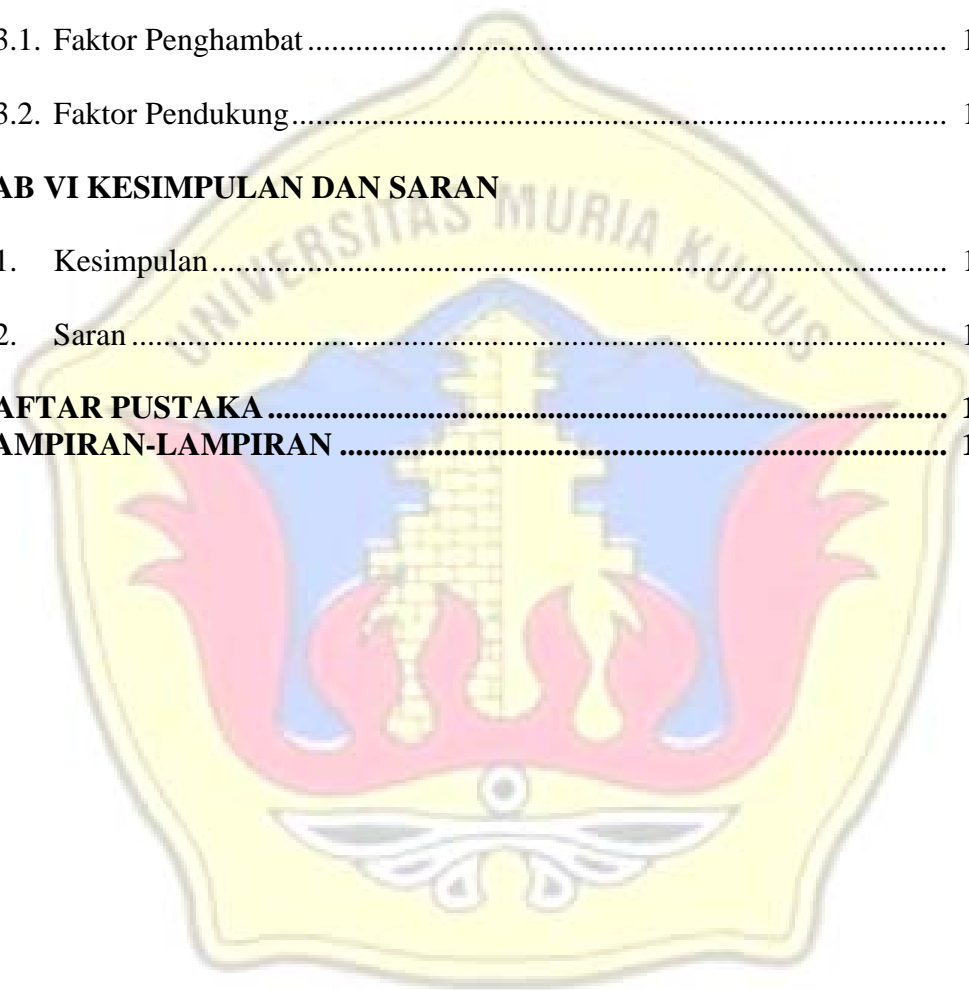 3.1. Faktor Penghambat ........................................................................ 1
3.2. Faktor Pendukung .......................................................................... 1
AB VI KESIMPULAN DAN SARAN
UNIVERSITAS MURIA KUDUS
1. Kesimpulan .................................................................................... 1
2. Saran .............................................................................................. 1
AFTAR PUSTAKA ............................................................................. 1
AMPIRAN-LAMPIRAN ..................................................................... 1